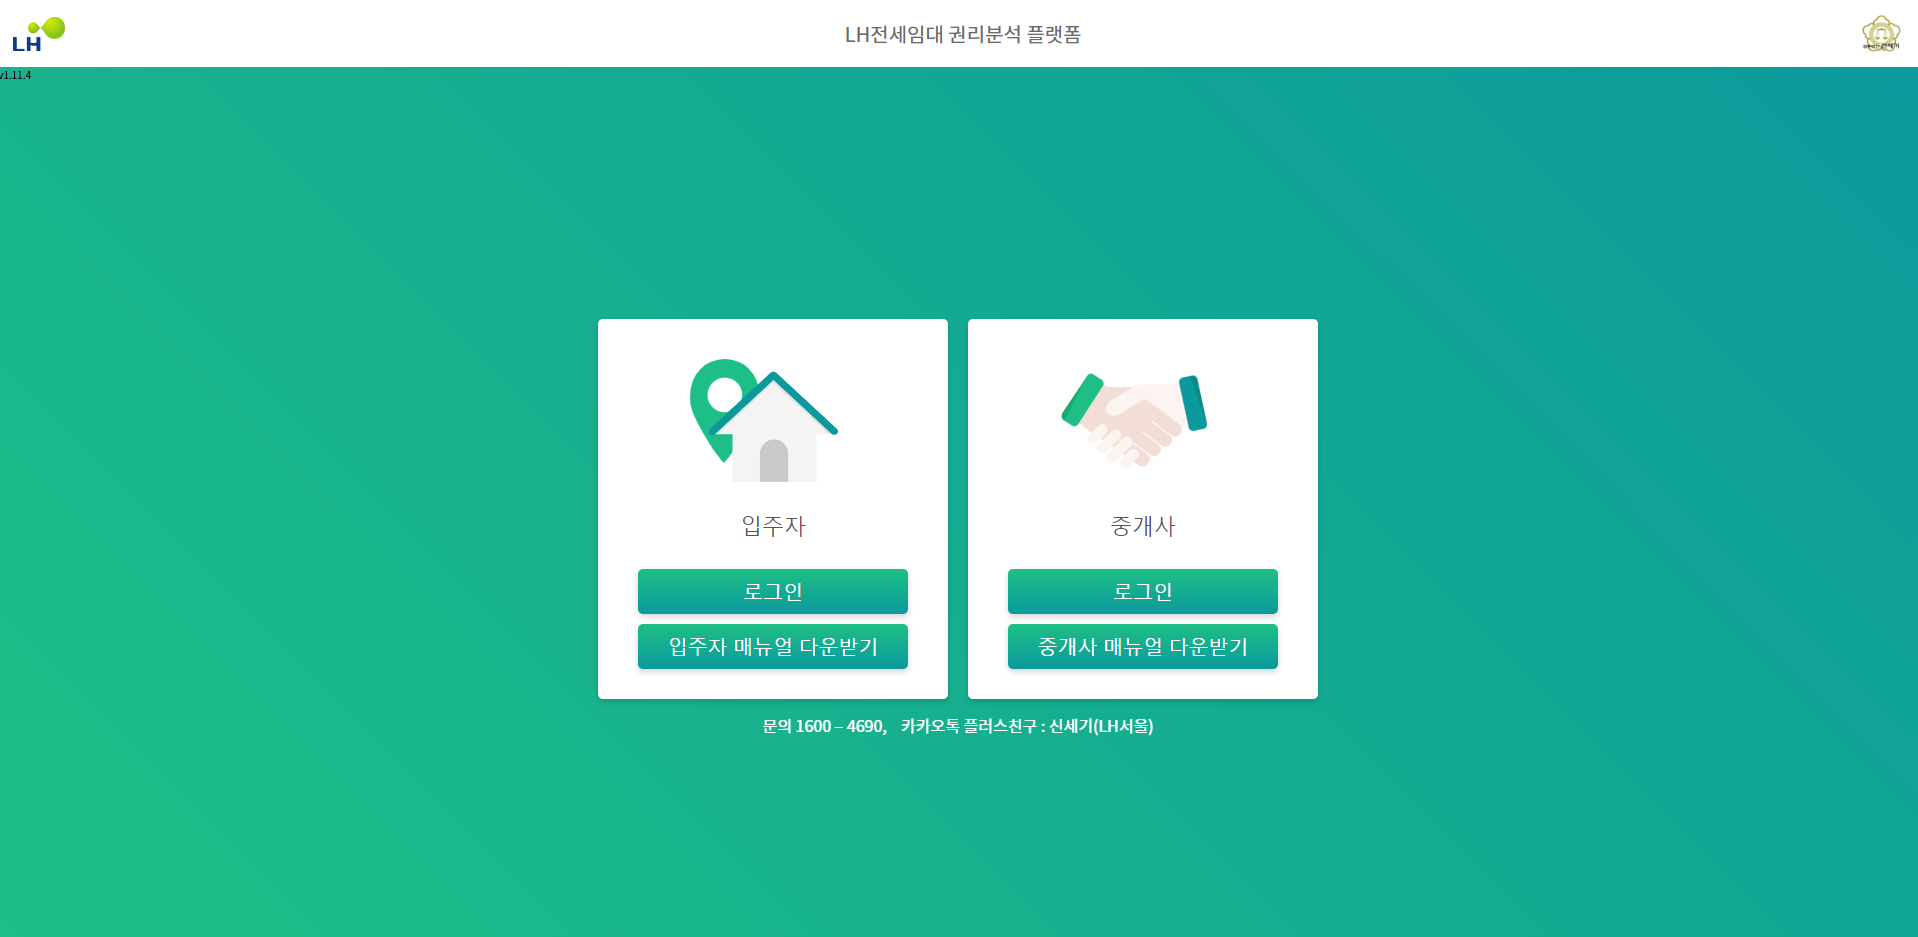 LH
LH전세임대 권리분석 플랫폼
v1.11.4
입주자
로그인
입주자 매뉴얼 다운받기
중개사
로그인
중개사 매뉴얼 다운받기
문의 1600 – 4690, 카카오톡 플러스친구 : 신세기(LH서울)